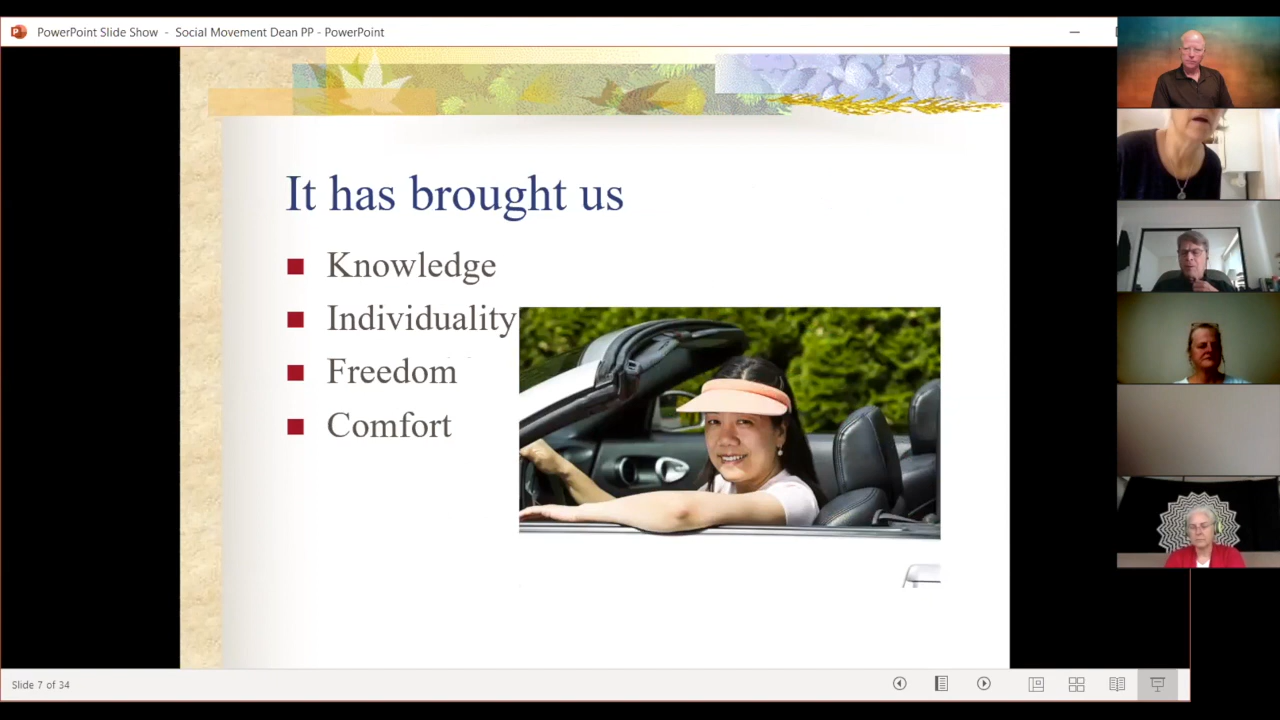 PowerPoint Slide Show - Social Movement Dean PP - PowerPoint
It has brought us
Knowledge
Individuality
Freedom
Comfort
Slide 7 of 34